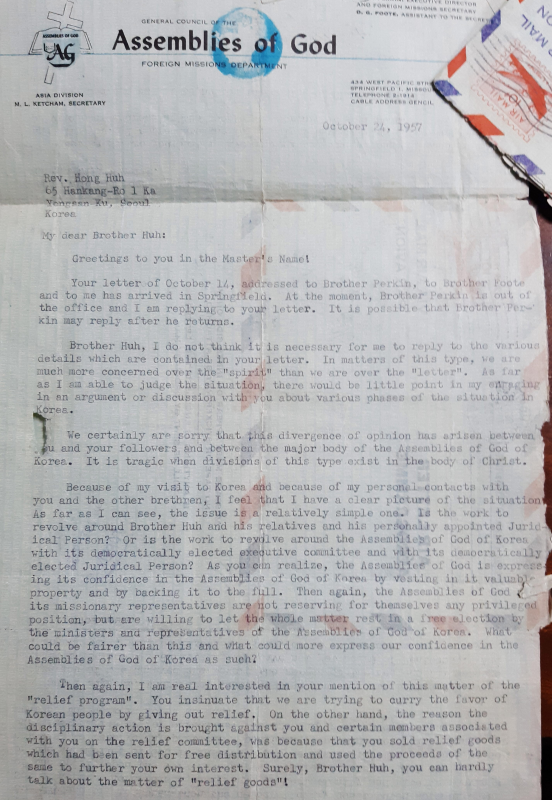 EXECUTIVE DIRECTOR
AND FOREIGN MISSIONS SECRETARY
H. B. FOOTE, ASSISTANT TO THE SECRETARY
AIR MAIL
GENERAL COUNCIL OF THE
Assemblies of God
FOREIGN MISSIONS DEPARTMENT
ASSEMBLIES OF GOD
AG
ASIA DIVISION
M. L. KETCHAM, SECRETARY
434 WEST PACIFIC
SPRINGFIELD 1, MISSOURI
TELEPHONE
CABLE ADDRESS
October 24, 1957
Rev. Hong Huh
65 Hankang-Ro 1 Ka
Yongsan Ku, Seoul
Korea
My dear Brother Huh:
Greetings to you in the Master's Name!
Your letter of October 14, addressed to Brother Perkin, to Brother Foote
and to me has arrived in Springfield. At the moment, Brother Perkin is out of
the office and I am replying to your letter. It is possible that Brother Per-
kin may reply after he returns.
Brother Huh, I do not think it is necessary for me to reply to the various
details which are contained in your letter. In matters of this type, we are
much more concerned over the "spirit" than we are over the "letter". As far
as I am able to judge the situation, there would be little point in my engaging
in an argument or discussion with you about various phases of the situation in
Korea.
We certainly are sorry that this divergence of opinion has arisen between
you and your followers and between the major body of the Assemblies of God of
Korea. It is tragic when divisions of this type exist in the body of Christ.
Because of my visit to Korea and because of my personal contacts with
you and the other brethren, I feel that I have a clear picture of the situation
As far as I can see, the issue is a relatively simple one. Is the work to
revolve around Brother Huh and his relatives and his personally appointed Jurid-
ical Person? Or is the work to revolve around the Assemblies of God of Korea
with its democratically elected executive committee and with its democratically
elected Juridical Person? As you can realize, the Assemblies of God is express-
ing its confidence in the Assemblies of God of Korea by vesting in it valuable
property and by backing it to the full. Then again, the Assemblies of God
its missionary representatives are not reserving for themselves any privileged
position, but are willing to let the whole matter rest in a free election by
the ministers and representatives of the Assemblies of God of Korea. What
could be fairer than this and what could more express our confidence in the
Assemblies of God of Korea as such?
Then again, I am real interested in your mention of this matter of the
"relief program". You insinuate that we are trying to curry the favor of
Korean people by giving out relief. On the other hand, the reason the
disciplinary action is brought against you and certain members associated
with you on the relief committee, was because that you sold relief goods
which had been sent for free distribution and used the proceeds of the
same to further your own interest. Surely, Brother Huh, you can hardly
talk about the matter of "relief goods"!